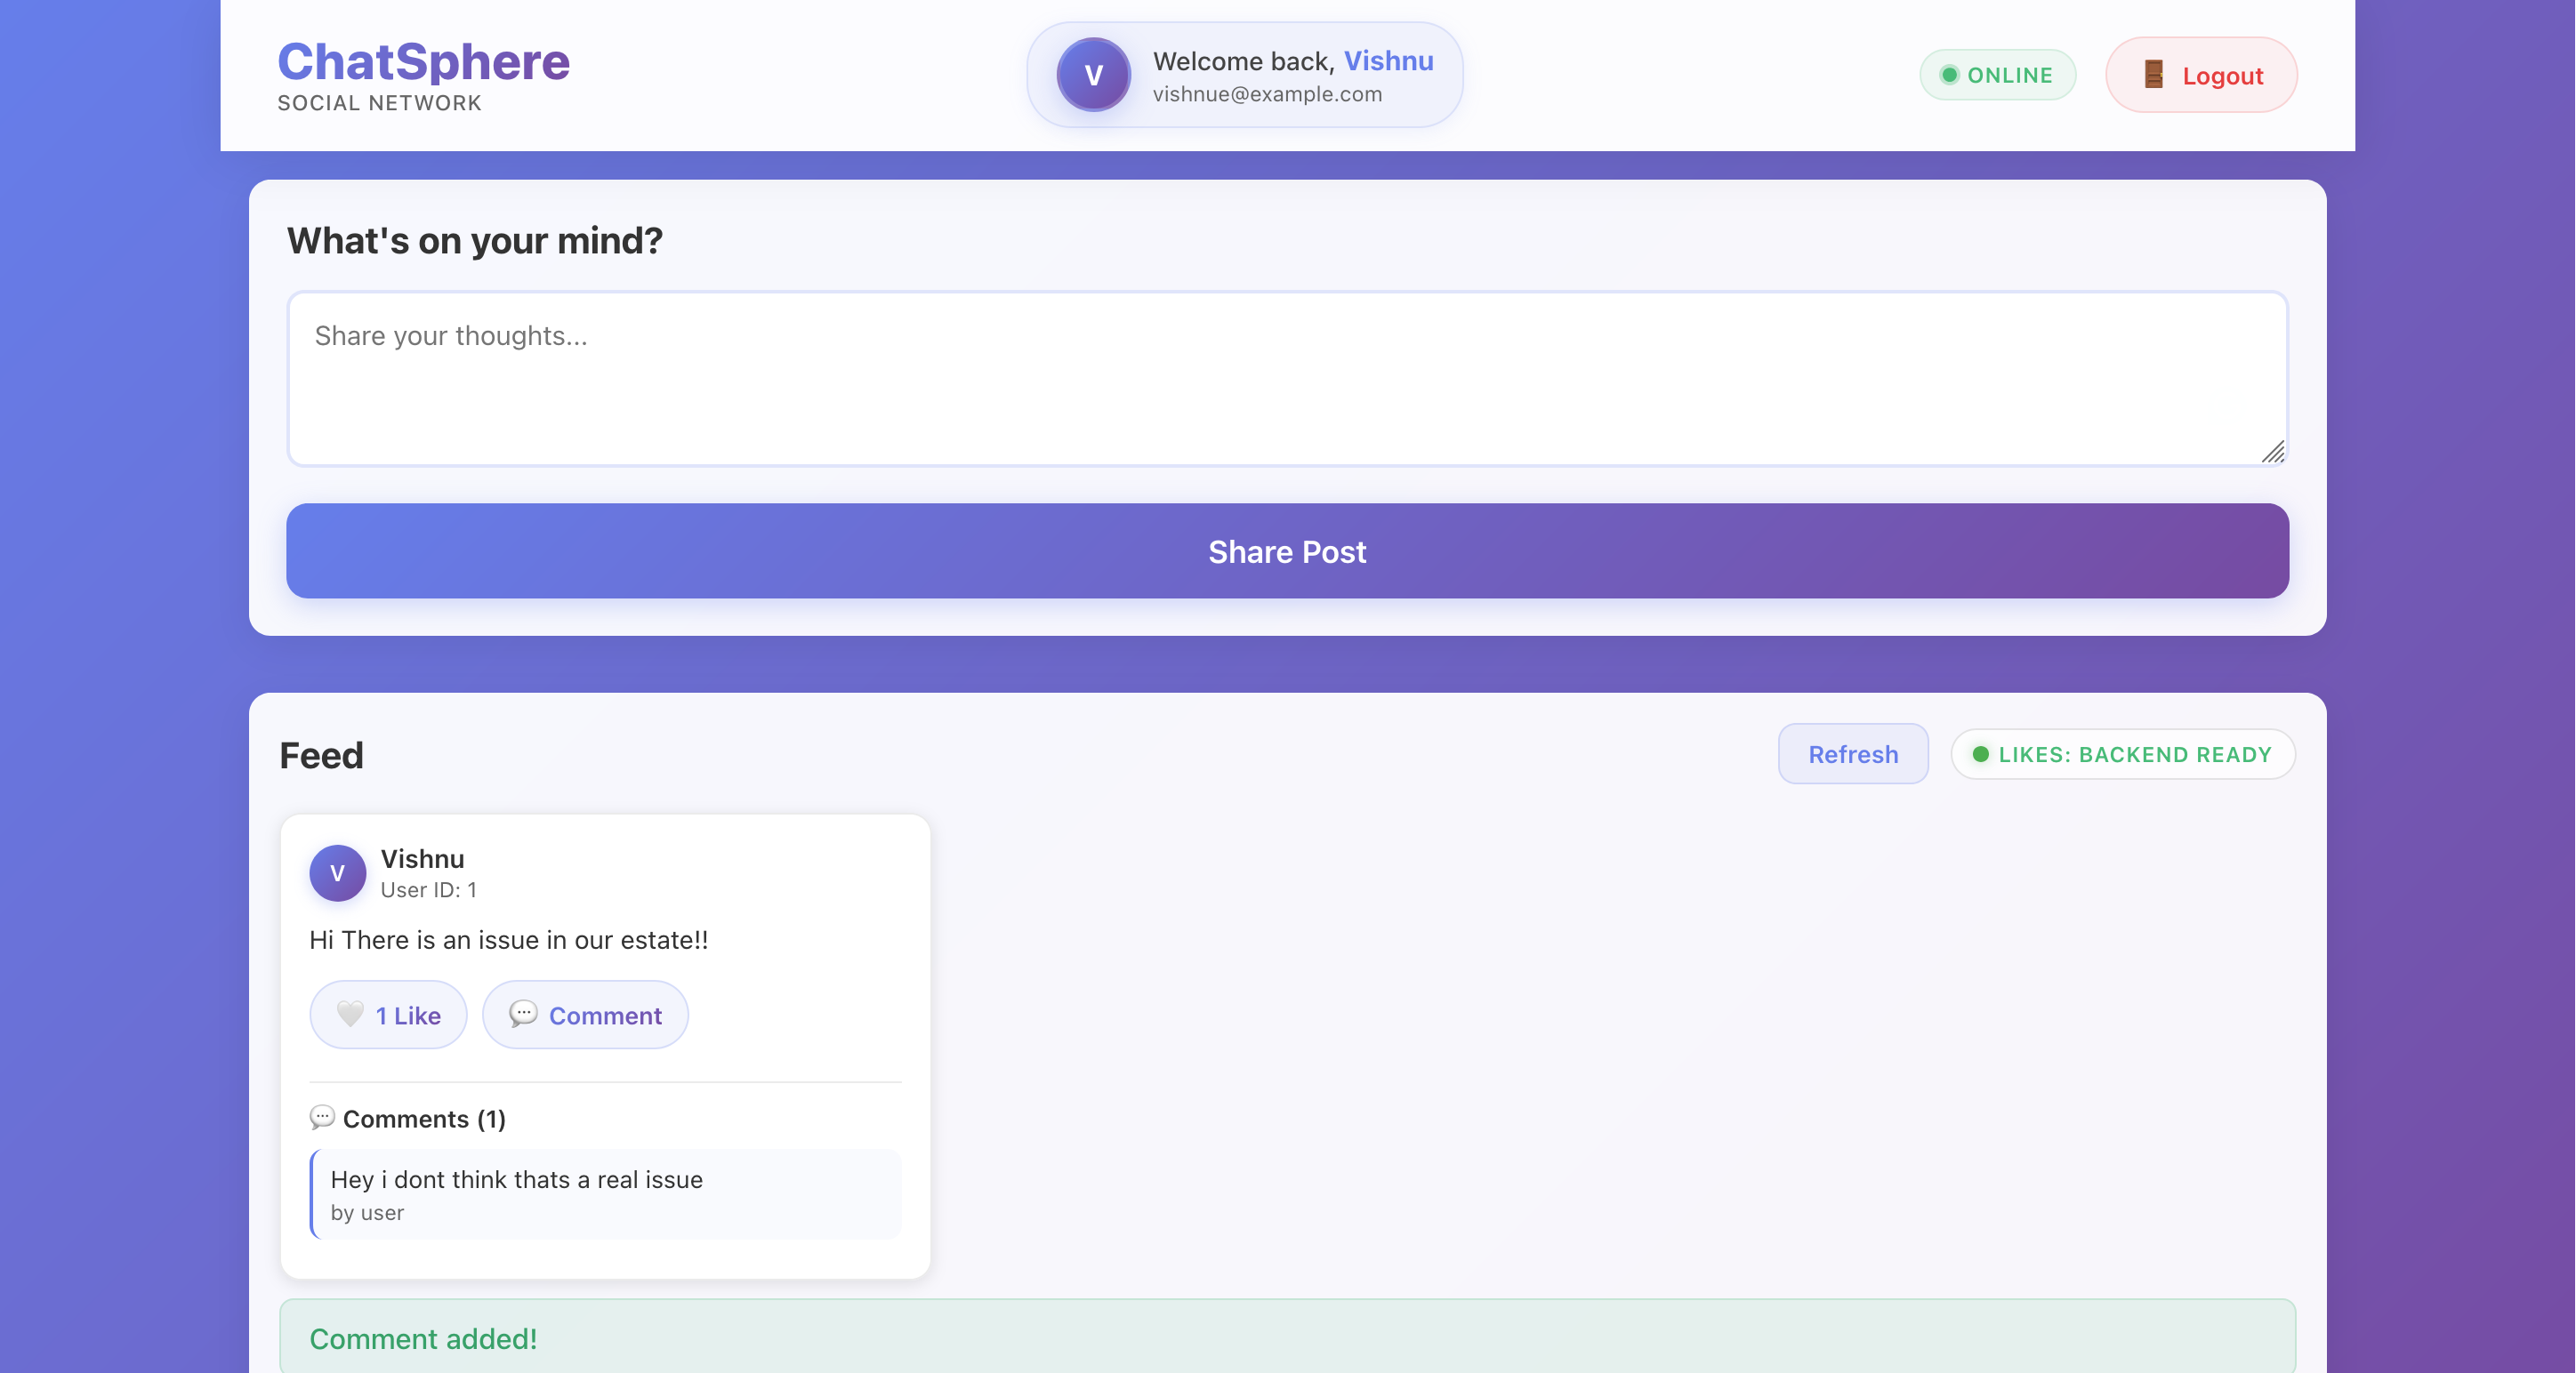 ChatSphere
SOCIAL NETWORK
V
Welcome back, Vishnu
vishnue@example.com
ONLINE
Logout
What's on your mind?
Share your thoughts...
Share Post
Feed
Refresh
LIKES: BACKEND READY
V
Vishnu
User ID: 1
Hi There is an issue in our estate!!
1 Like
Comment
Comments (1)
Hey i dont think thats a real issue
by user
Comment added!